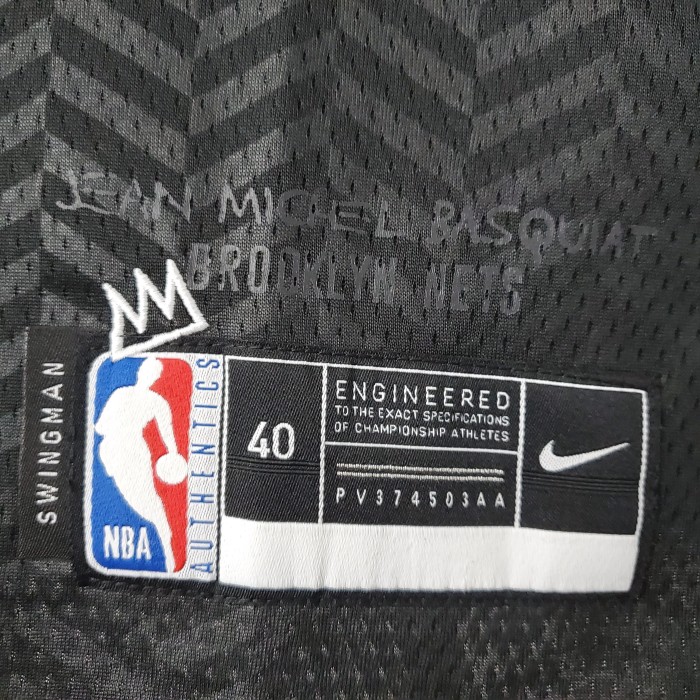 JEAN MICHEL BASQUIAT
BROOKLYN NETS
SWINGMAN
NBA
AUTHENTICS
40
ENGINEERED
TO THE EXACT SPECIFICATIONS
OF CHAMPIONSHIP ATHLETES
PV374503AA